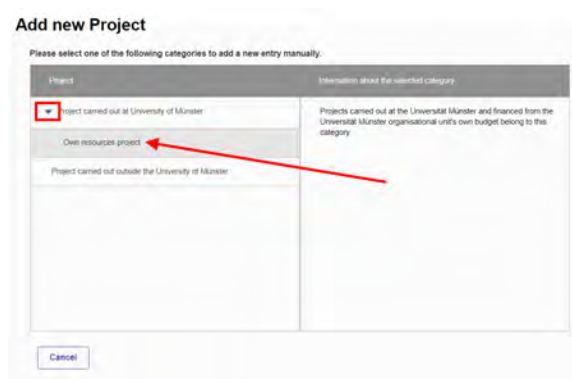 Add new Project
Please select one of the following categories to add a new entry manually.
Project
Information about the selected category
Project carried out at University of Münster
Projects carried out at the Universität Münster and financed from the
Universität Münster organisational unit's own budget belong to this
category
Own resources project
Project carried out outside the University of Münster
Cancel